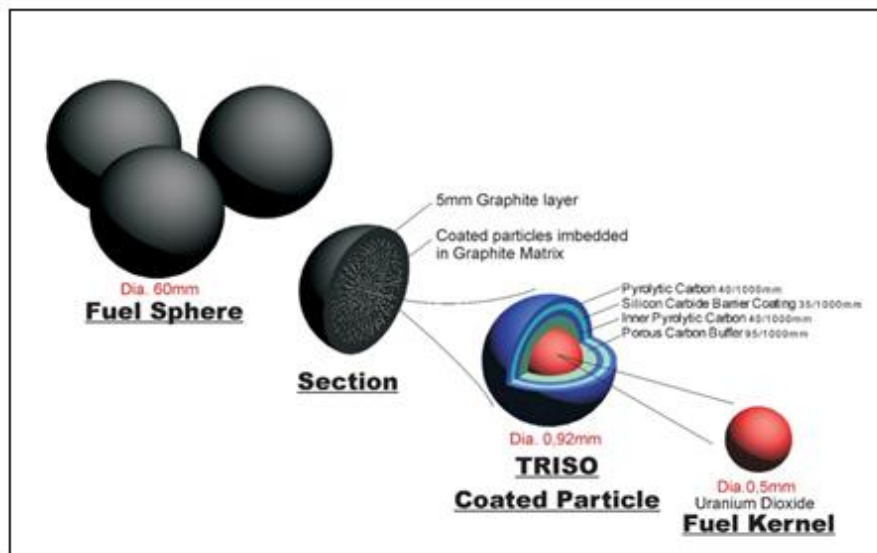 Dia. 60mm
Fuel Sphere
5mm Graphite layer
Coated particles imbedded
in Graphite Matrix
Section
Pyrolytic Carbon 40/1000mm
Silicon Carbide Barrier Coating 35/1000mm
Inner Pyrolytic Carbon 40/1000mm
Porous Carbon Buffer 95/1000mm
Dia. 0,92mm
TRISO
Coated Particle
Dia.0,5mm
Uranium Dioxide
Fuel Kernel